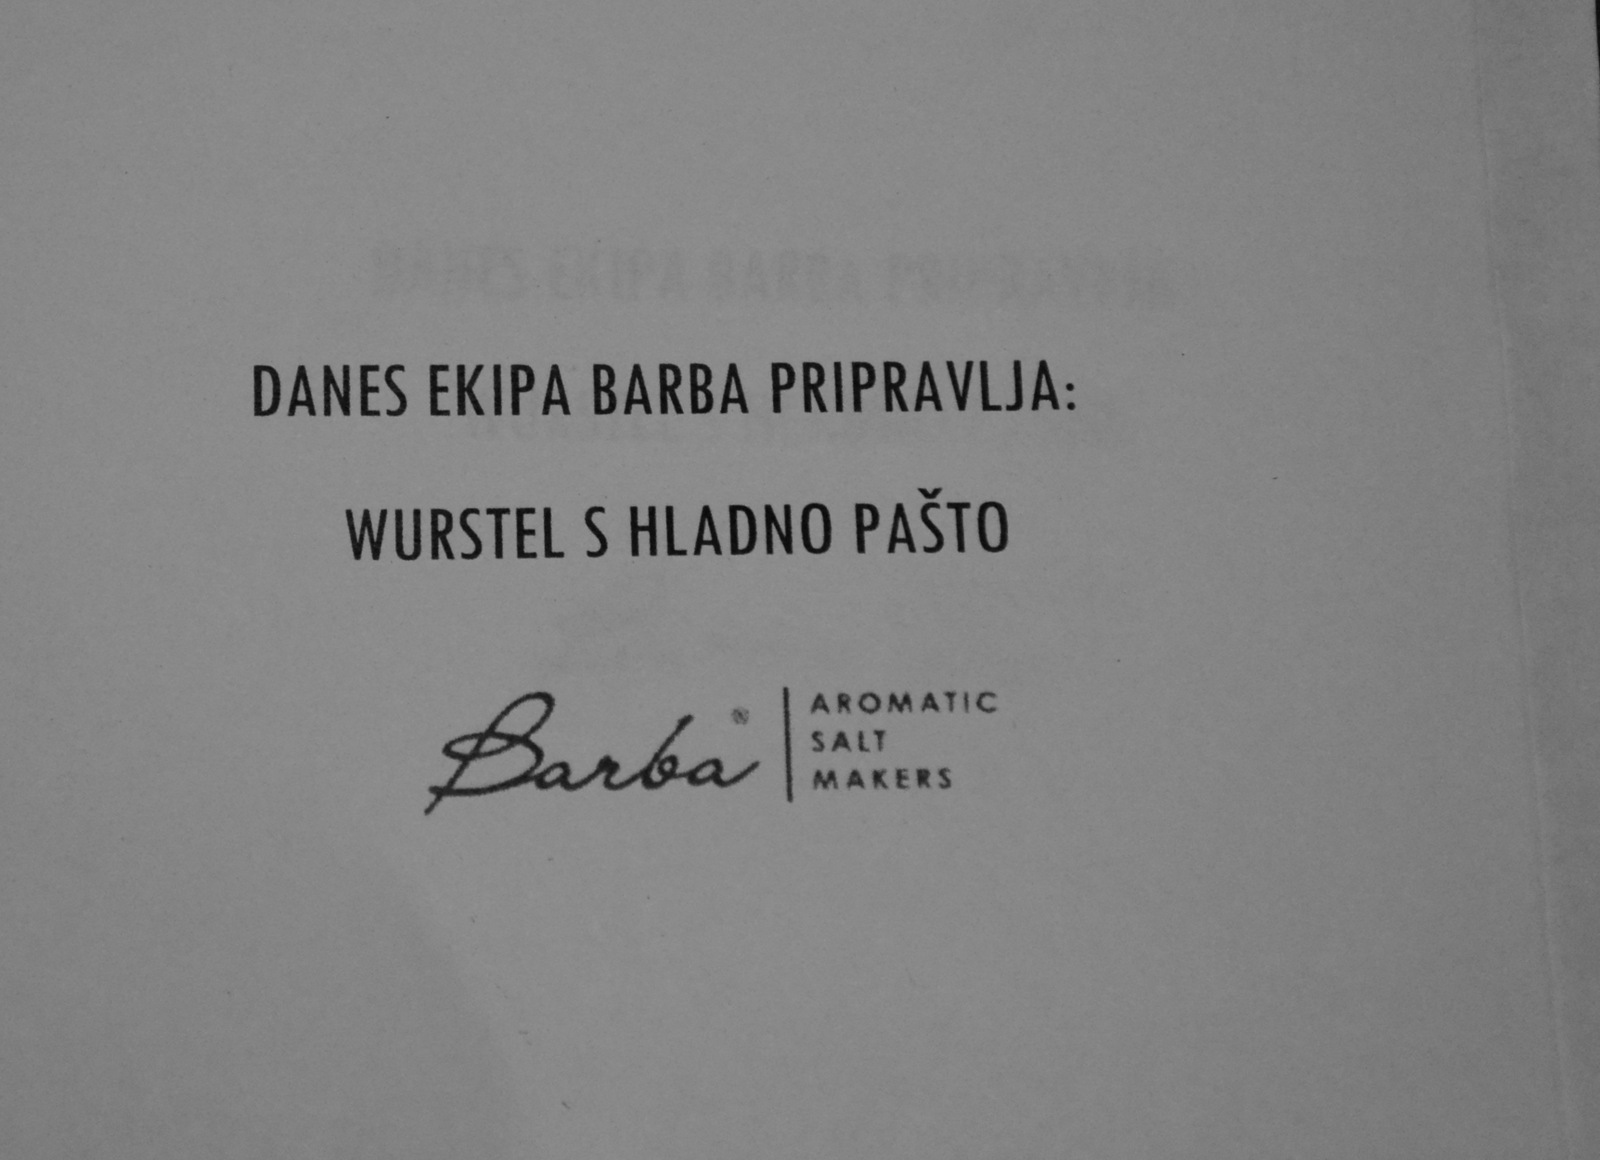 DANES EKIPA BARBA PRIPRAVLJA:
WURSTEL S HLADNO PAŠTO
Barba®
AROMATIC
SALT
MAKERS